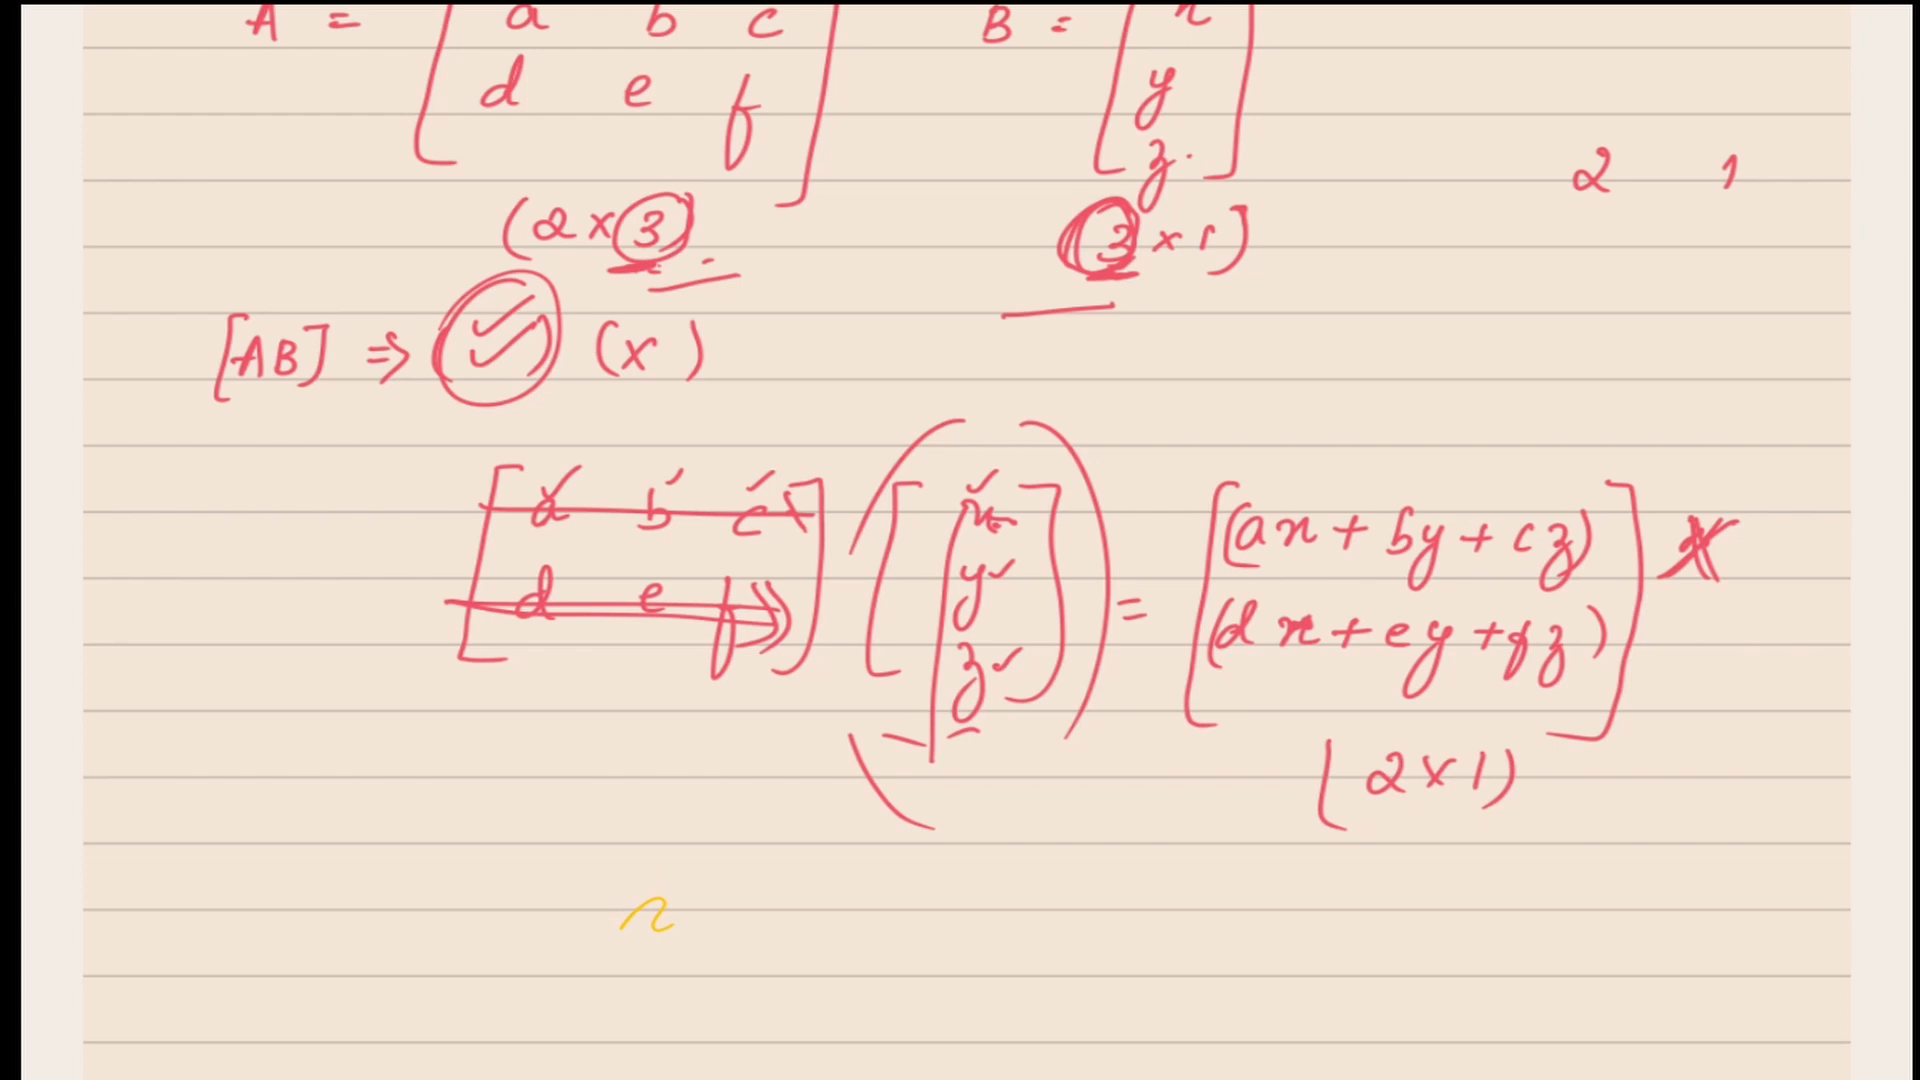 A = [ a b c B = [ x
d e f ] y
z ] 2 1
(2 x 3) (3 x 1)
[AB] ⇒ (x)
[ a b c [ x [(ax + by + cz)
d e f ] y = (dx + ey + fz) ]
z ]
(2 x 1)